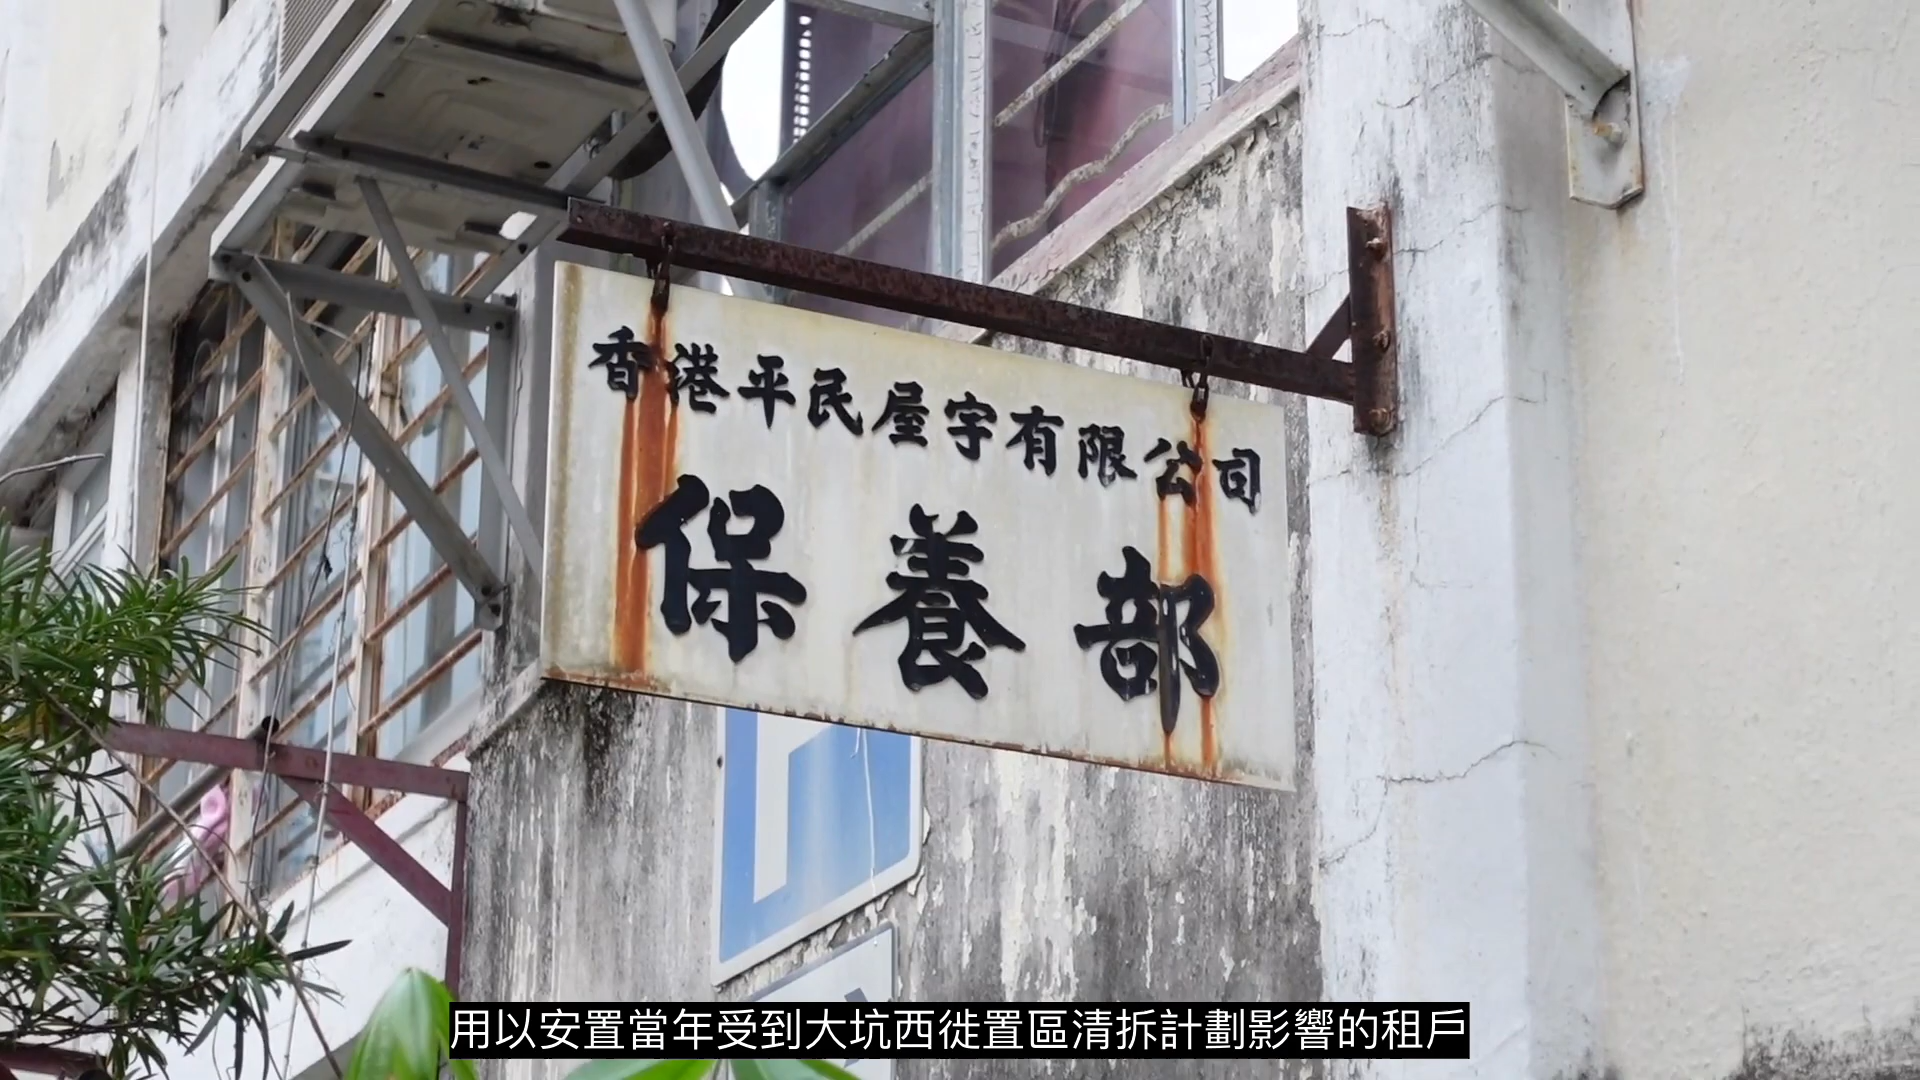 香港平民屋宇有限公司
保養部
用以安置當年受到大坑西徙置區清拆計劃影響的租戶